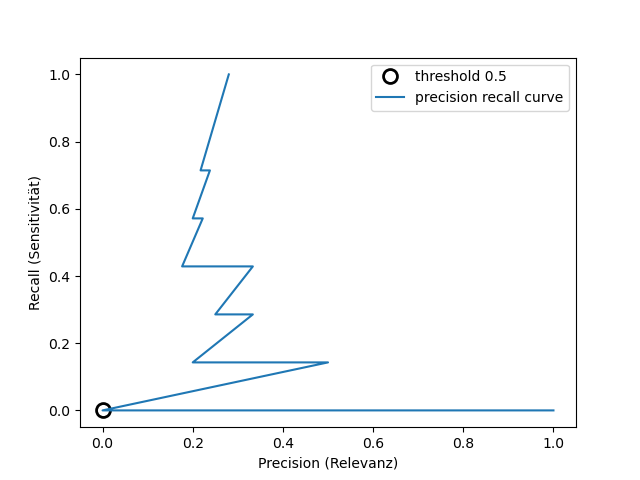 threshold 0.5
precision recall curve
1.0
0.8
0.6
0.4
0.2
0.0
Recall (Sensitivität)
0.0 0.2 0.4 0.6 0.8 1.0
Precision (Relevanz)